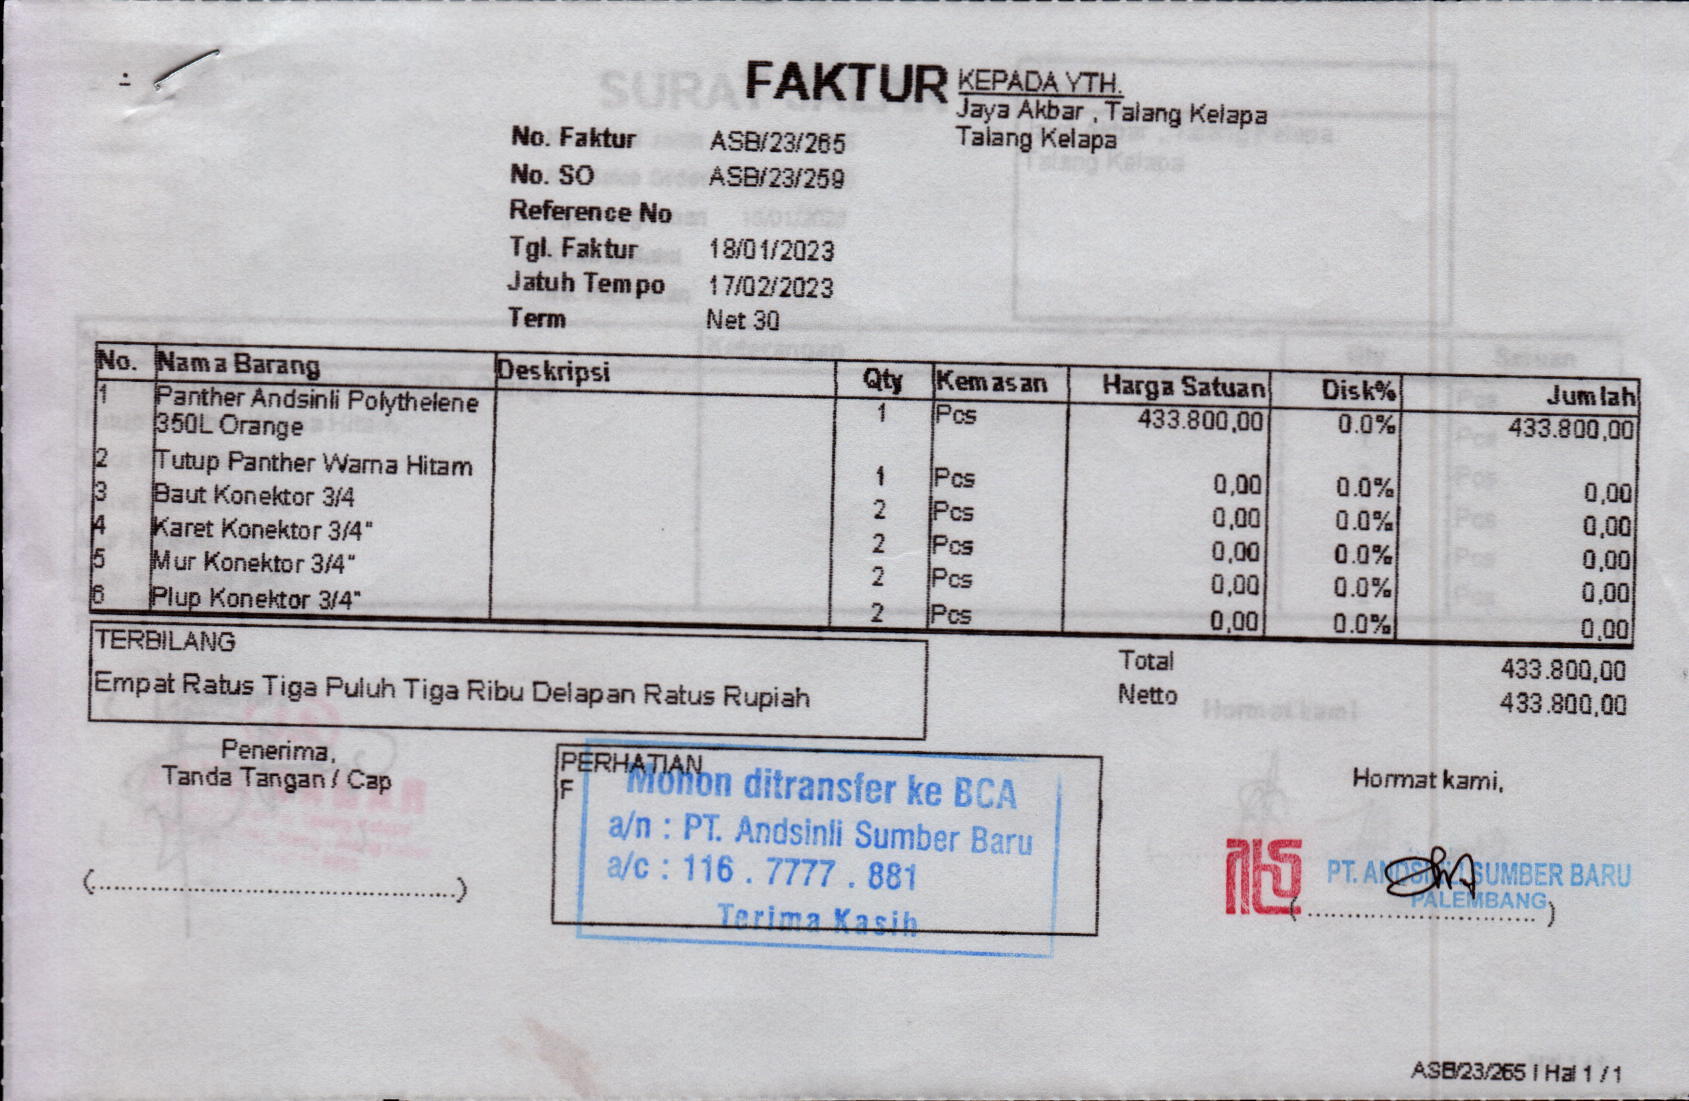 FAKTUR
KEPADA YTH.
Jaya Akbar , Talang Kelapa
Talang Kelapa
No. Faktur ASB/23/265
No. SO ASB/23/259
Reference No
Tgl. Faktur 18/01/2023
Jatuh Tempo 17/02/2023
Term Net 30
No. Nama Barang Deskripsi Qty Kemasan Harga Satuan Disk% Jumlah
1 Panther Andsinli Polythelene 1 Pcs 433.800,00 0.0% 433.800,00
350L Orange
2 Tutup Panther Warna Hitam 1 Pcs 0,00 0.0% 0,00
3 Baut Konektor 3/4 2 Pcs 0,00 0.0% 0,00
4 Karet Konektor 3/4" 2 Pcs 0,00 0.0% 0,00
5 Mur Konektor 3/4" 2 Pcs 0,00 0.0% 0,00
6 Plup Konektor 3/4" 2 Pcs 0,00 0.0% 0,00
TERBILANG
Empat Ratus Tiga Puluh Tiga Ribu Delapan Ratus Rupiah
Total 433.800,00
Netto 433.800,00
Penerima,
Tanda Tangan / Cap
PERHATIAN
F
Mohon ditransfer ke BCA
a/n : PT. Andsinli Sumber Baru
a/c : 116 . 7777 . 881
Terima Kasih
Hormat kami,
PT. ANDSINLI SUMBER BARU
PALEMBANG
ASB/23/265 | Hal 1 / 1